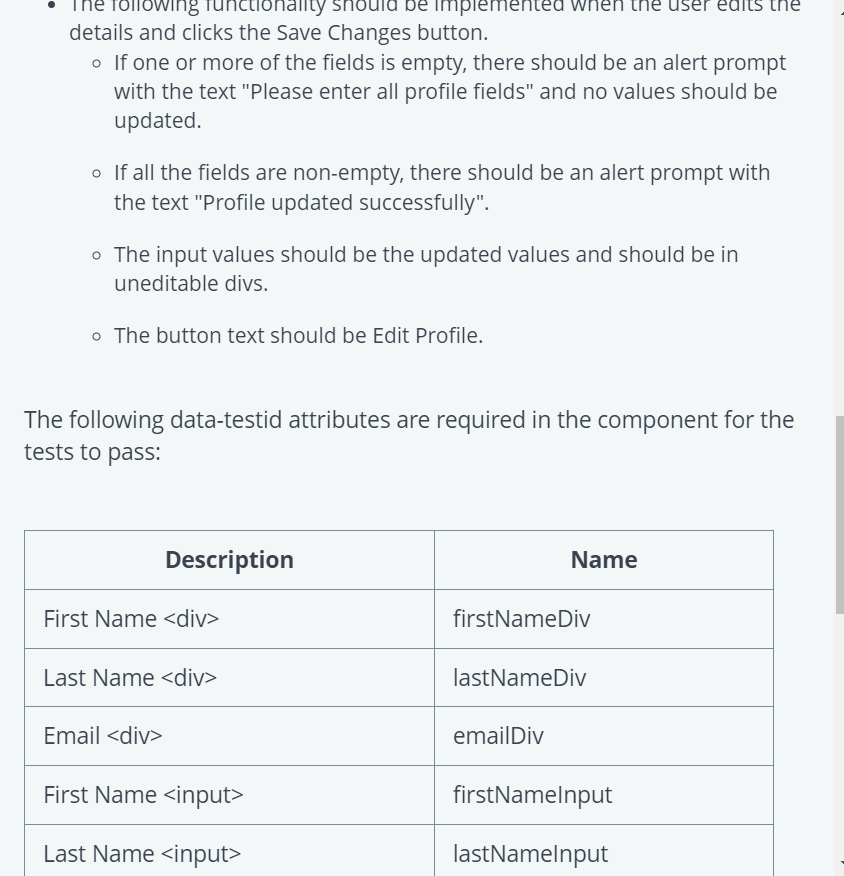 The following functionality should be implemented when the user edits the
details and clicks the Save Changes button.
If one or more of the fields is empty, there should be an alert prompt
with the text "Please enter all profile fields" and no values should be
updated.
If all the fields are non-empty, there should be an alert prompt with
the text "Profile updated successfully".
The input values should be the updated values and should be in
uneditable divs.
The button text should be Edit Profile.
The following data-testid attributes are required in the component for the
tests to pass:
Description Name
First Name <div> firstNameDiv
Last Name <div> lastNameDiv
Email <div> emailDiv
First Name <input> firstNameInput
Last Name <input> lastNameInput